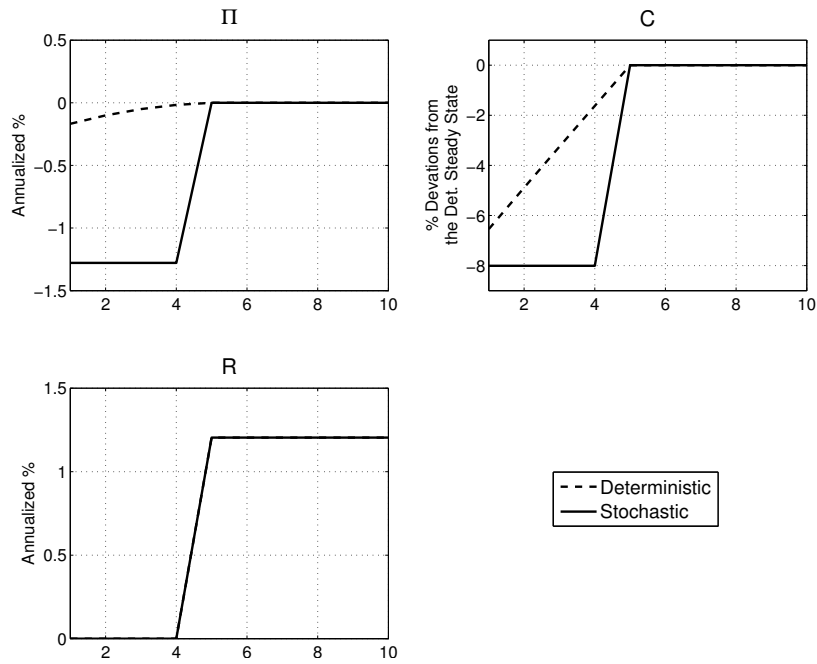 Π
Annualized %
0.5
0
−0.5
−1
−1.5
2 4 6 8 10
C
% Devations from
the Det. Steady State
0
−2
−4
−6
−8
2 4 6 8 10
R
Annualized %
1.5
1
0.5
0
2 4 6 8 10
Deterministic
Stochastic